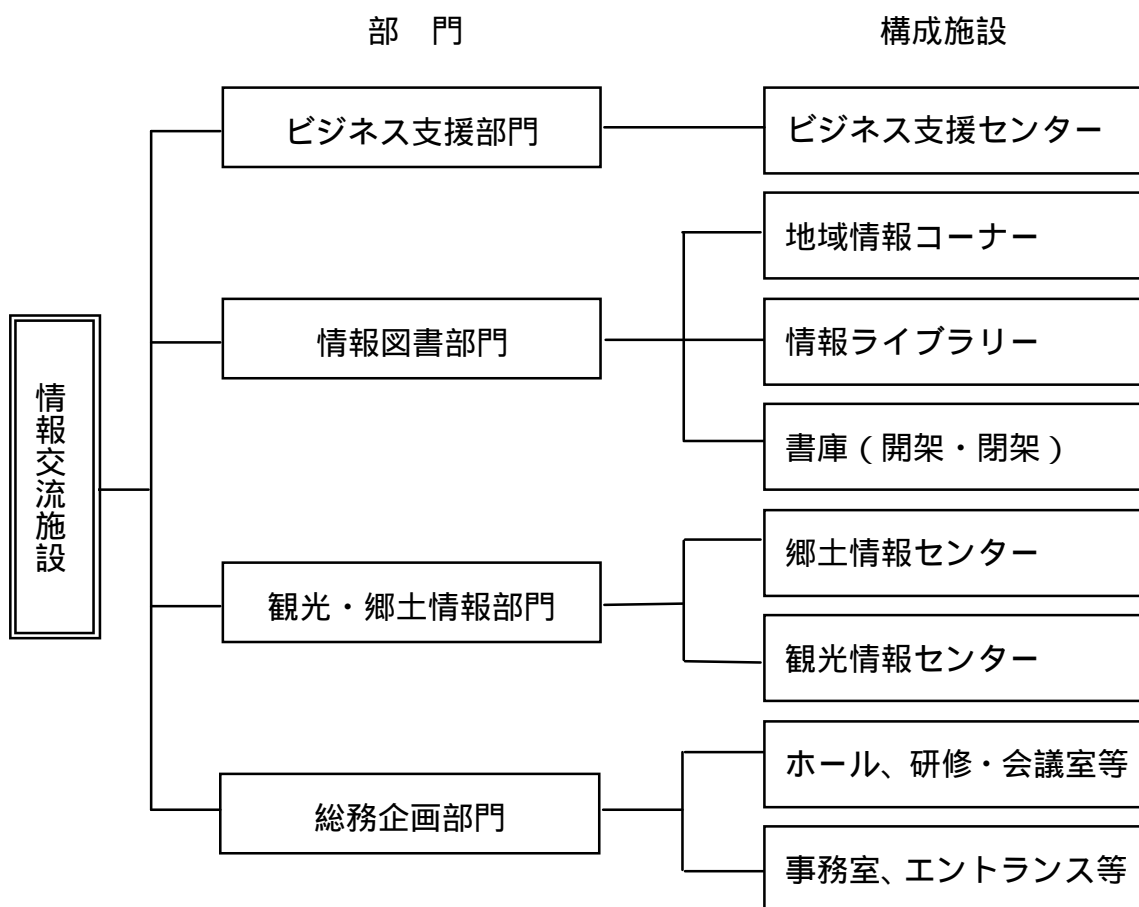 部　門
構成施設
情報交流施設
ビジネス支援部門
ビジネス支援センター
情報図書部門
地域情報コーナー
情報ライブラリー
書庫（開架・閉架）
観光・郷土情報部門
郷土情報センター
観光情報センター
総務企画部門
ホール、研修・会議室等
事務室、エントランス等